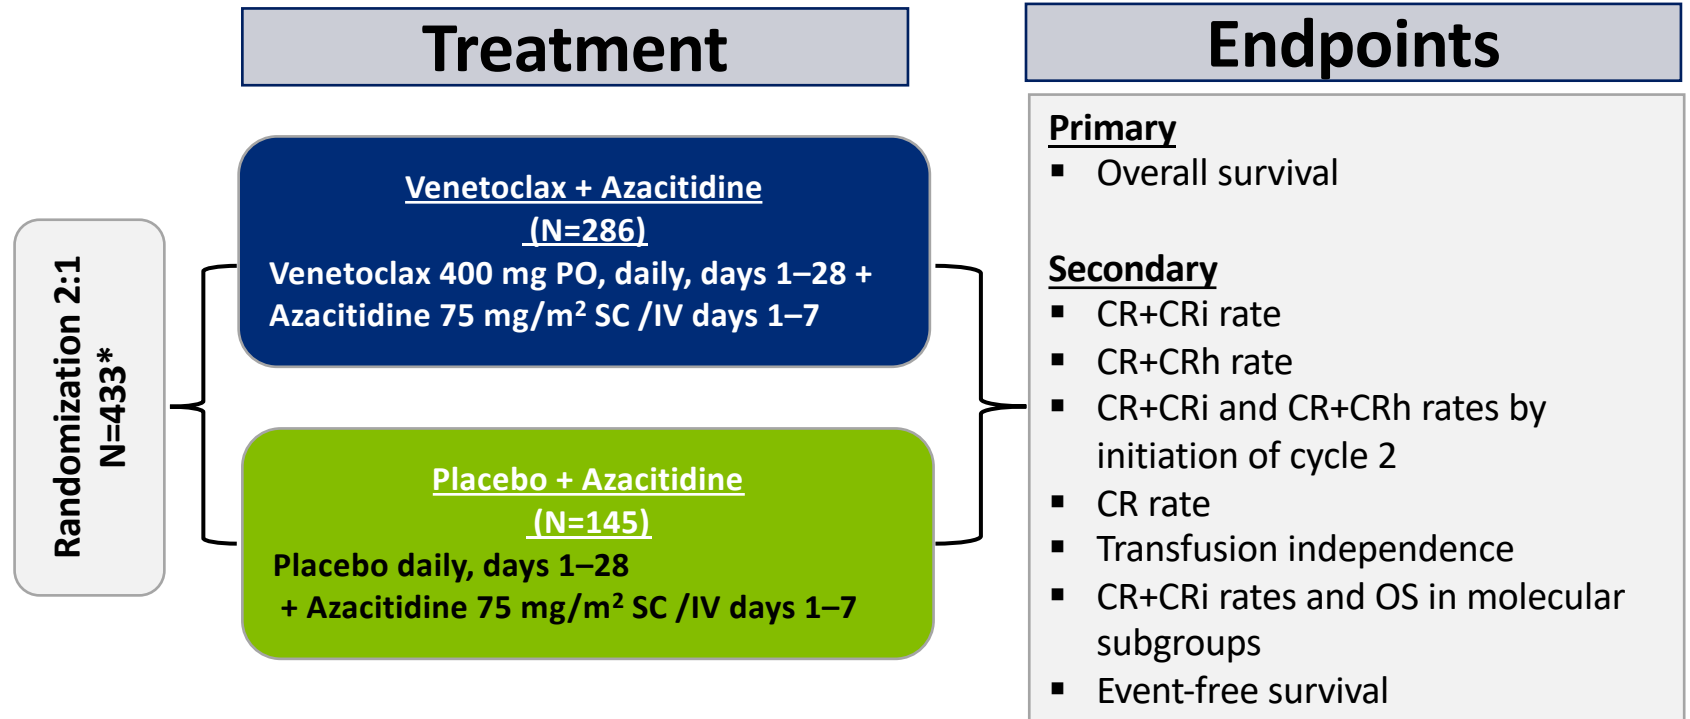 Treatment
Endpoints
Randomization 2:1
N=433*
Venetoclax + Azacitidine
(N=286)
Venetoclax 400 mg PO, daily, days 1–28 +
Azacitidine 75 mg/m² SC /IV days 1–7
Placebo + Azacitidine
(N=145)
Placebo daily, days 1–28
+ Azacitidine 75 mg/m² SC /IV days 1–7
Primary
▪ Overall survival
Secondary
▪ CR+CRi rate
▪ CR+CRh rate
▪ CR+CRi and CR+CRh rates by
initiation of cycle 2
▪ CR rate
▪ Transfusion independence
▪ CR+CRi rates and OS in molecular
subgroups
▪ Event-free survival